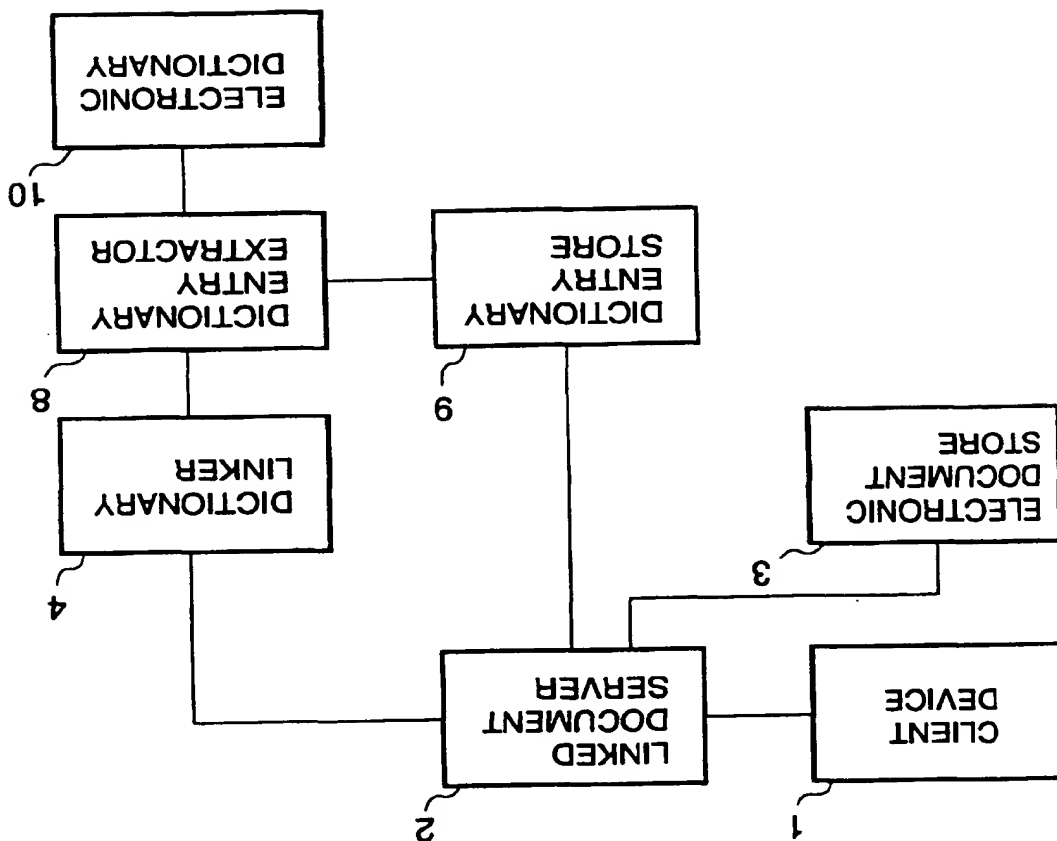 1
CLIENT
DEVICE
2
LINKED
DOCUMENT
SERVER
3
ELECTRONIC
DOCUMENT
STORE
4
DICTIONARY
LINKER
9
DICTIONARY
ENTRY
STORE
8
DICTIONARY
ENTRY
EXTRACTOR
10
ELECTRONIC
DICTIONARY